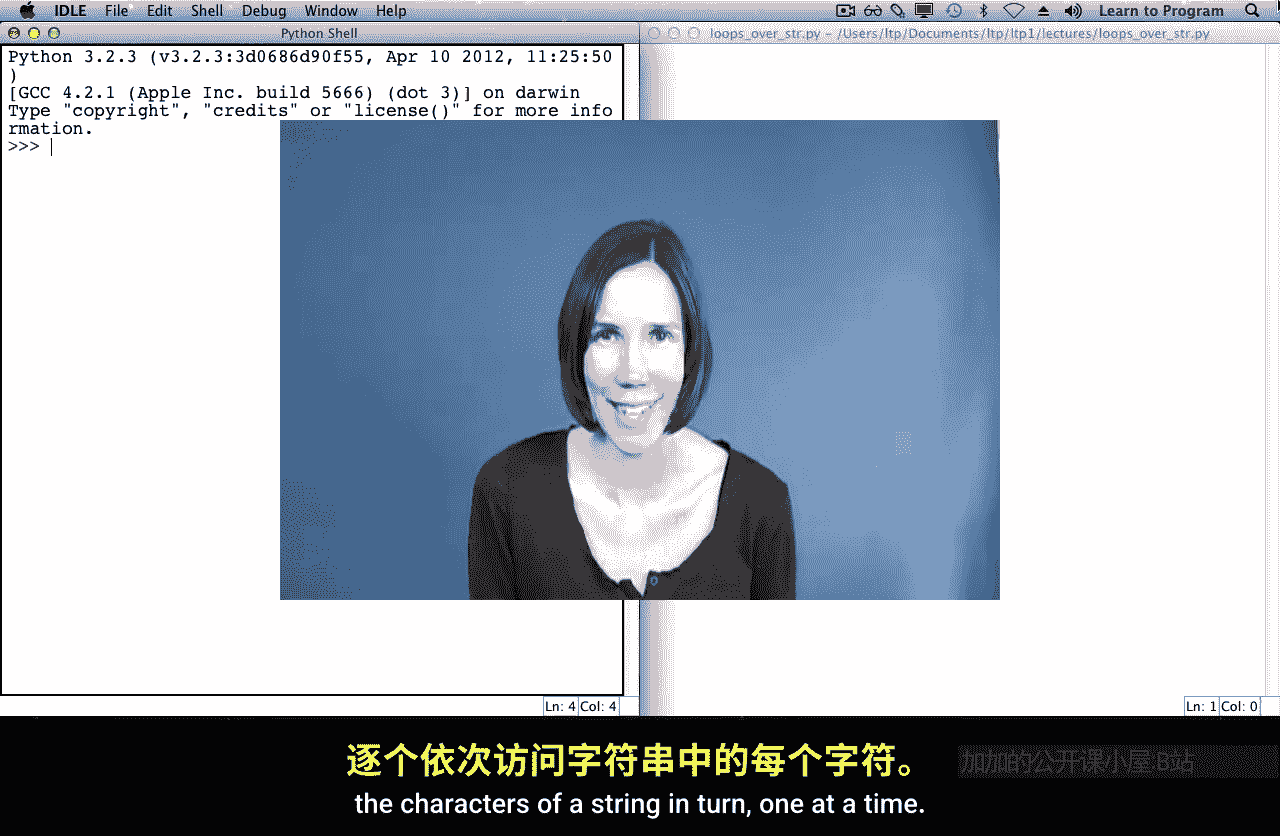 IDLE File Edit Shell Debug Window Help Learn to Program
Python Shell
loops_over_str.py - /Users/ltp/Documents/ltp/ltp1/lectures/loops_over_str.py
Python 3.2.3 (v3.2.3:3d0686d90f55, Apr 10 2012, 11:25:50
)
[GCC 4.2.1 (Apple Inc. build 5666) (dot 3)] on darwin
Type "copyright", "credits" or "license()" for more info
rmation.
>>>
Ln: 4 Col: 4
Ln: 1 Col: 0
逐个依次访问字符串中的每个字符。
加加的公开课小屋:B站
the characters of a string in turn, one at a time.